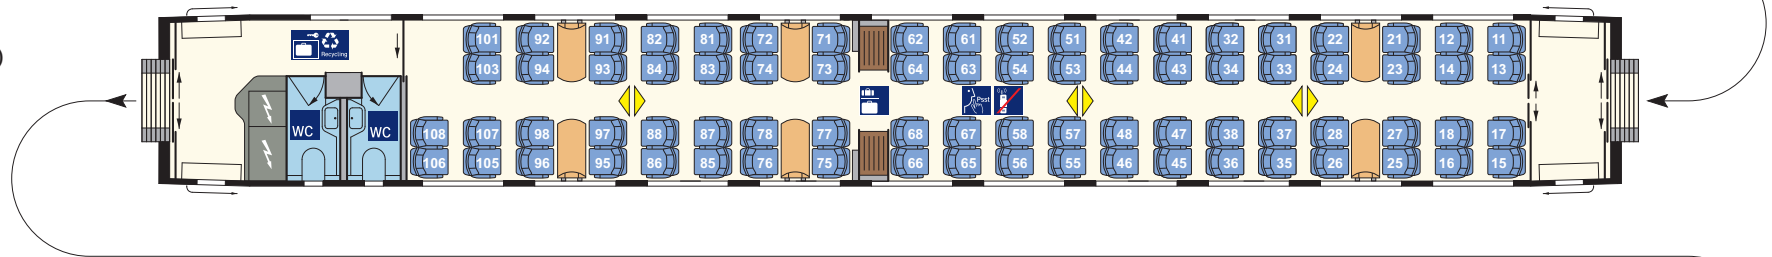 101 92 91 82 81 72 71 62 61 52 51 42 41 32 31 22 21 12 11
Recycling
103 94 93 84 83 74 73 64 63 54 53 44 43 34 33 24 23 14 13
Psst
WC WC
108 107 98 97 88 87 78 77 68 67 58 57 48 47 38 37 28 27 18 17
106 105 96 95 86 85 76 75 66 65 56 55 46 45 36 35 26 25 16 15